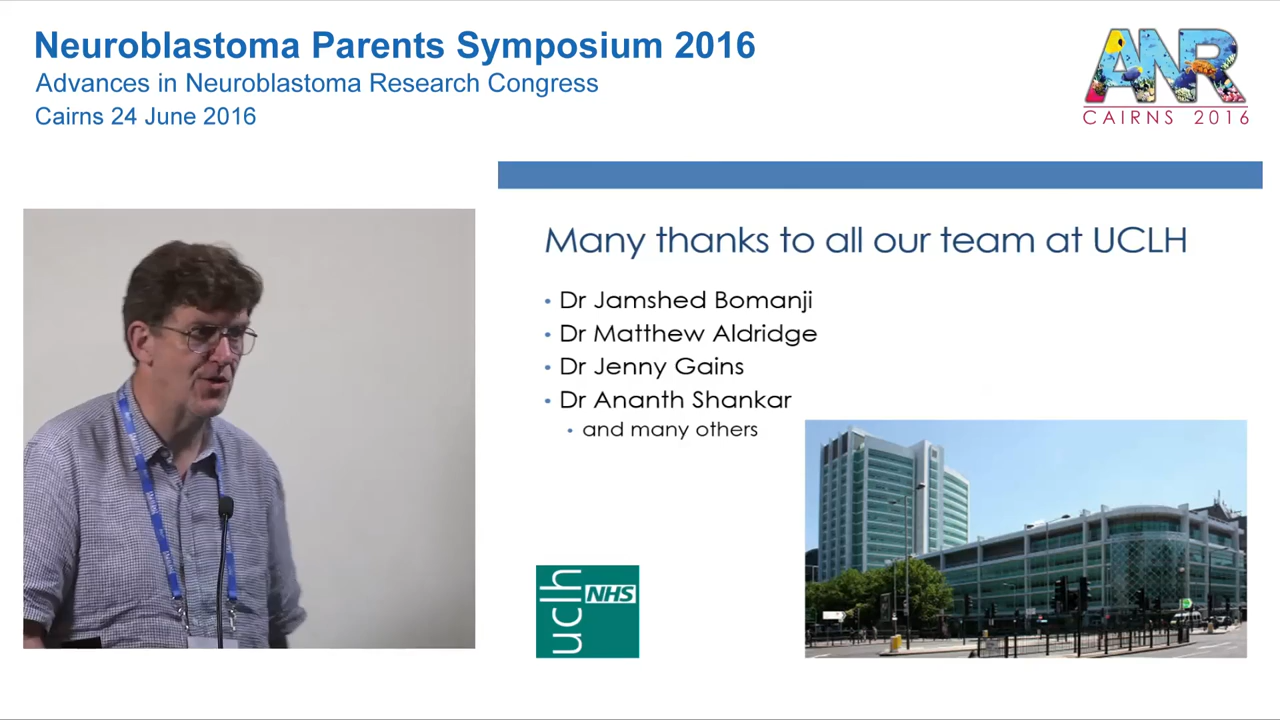 Neuroblastoma Parents Symposium 2016
Advances in Neuroblastoma Research Congress
Cairns 24 June 2016
ANR
CAIRNS 2016
Many thanks to all our team at UCLH
• Dr Jamshed Bomanji
• Dr Matthew Aldridge
• Dr Jenny Gains
• Dr Ananth Shankar
• and many others
uclh
NHS